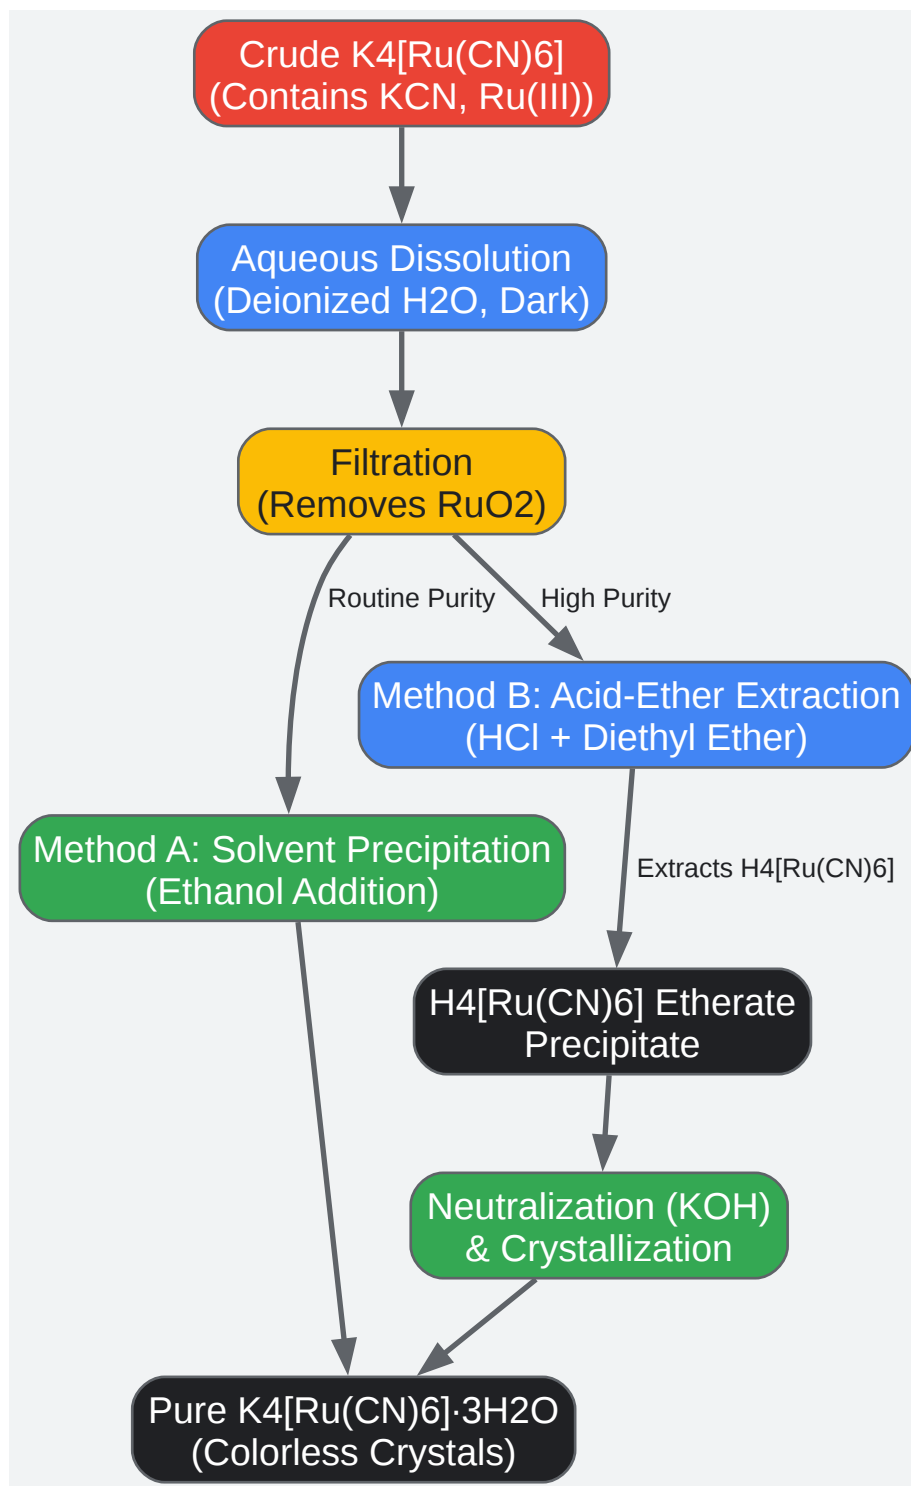 Crude K4[Ru(CN)6]
(Contains KCN, Ru(III))
Aqueous Dissolution
(Deionized H2O, Dark)
Filtration
(Removes RuO2)
Routine Purity
High Purity
Method B: Acid-Ether Extraction
(HCl + Diethyl Ether)
Method A: Solvent Precipitation
(Ethanol Addition)
Extracts H4[Ru(CN)6]
H4[Ru(CN)6] Etherate
Precipitate
Neutralization (KOH)
& Crystallization
Pure K4[Ru(CN)6]·3H2O
(Colorless Crystals)